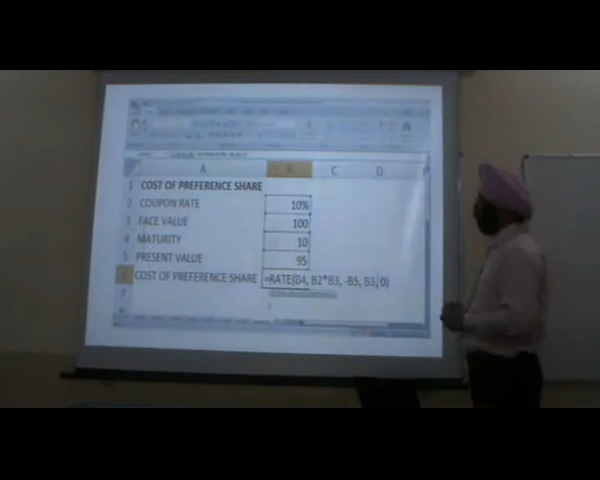 A B C D
1 COST OF PREFERENCE SHARE
2 COUPON RATE 10%
3 FACE VALUE 100
4 MATURITY 10
5 PRESENT VALUE 95
6 COST OF PREFERENCE SHARE =RATE(B4, B2*B3, -B5, B3, 0)
7